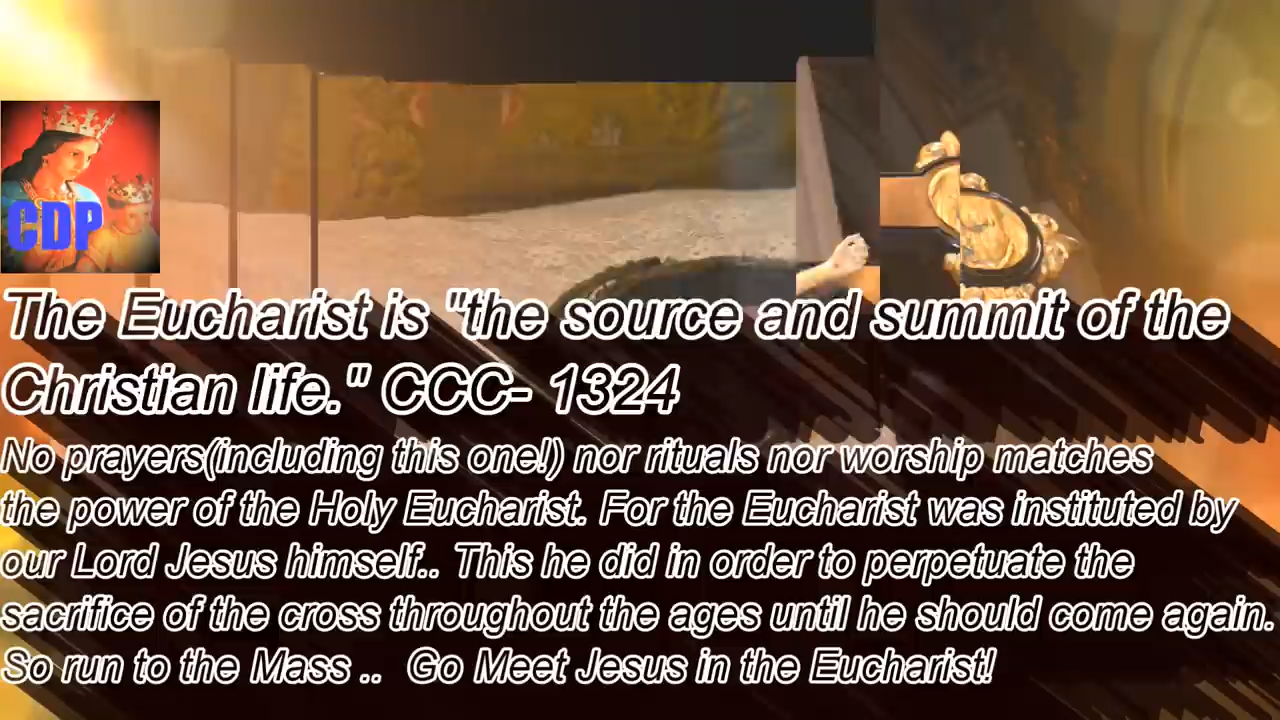 CDP
The Eucharist is "the source and summit of the
Christian life." CCC- 1324
No prayers(including this one!) nor rituals nor worship matches
the power of the Holy Eucharist. For the Eucharist was instituted by
our Lord Jesus himself.. This he did in order to perpetuate the
sacrifice of the cross throughout the ages until he should come again.
So run to the Mass .. Go Meet Jesus in the Eucharist!